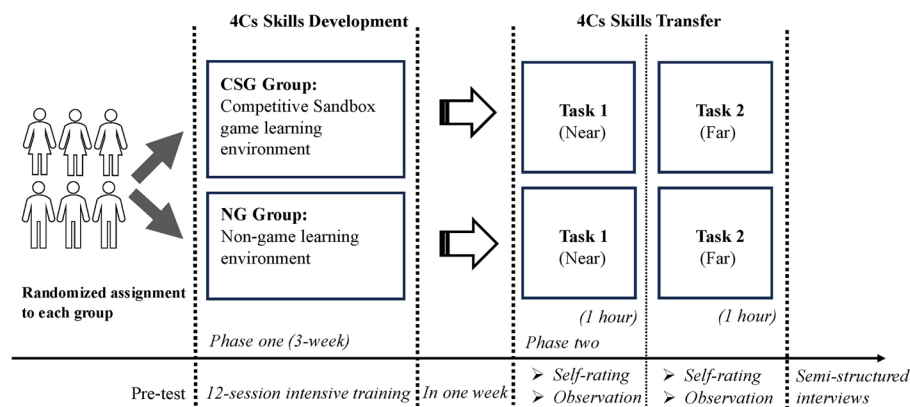 4Cs Skills Development
4Cs Skills Transfer
CSG Group:
Competitive Sandbox
game learning
environment
Task 1
(Near)
Task 2
(Far)
NG Group:
Non-game learning
environment
Task 1
(Near)
Task 2
(Far)
Randomized assignment
to each group
(1 hour)
(1 hour)
Phase one (3-week)
Phase two
Pre-test
12-session intensive training
In one week
➢ Self-rating
➢ Observation
➢ Self-rating
➢ Observation
Semi-structured
interviews